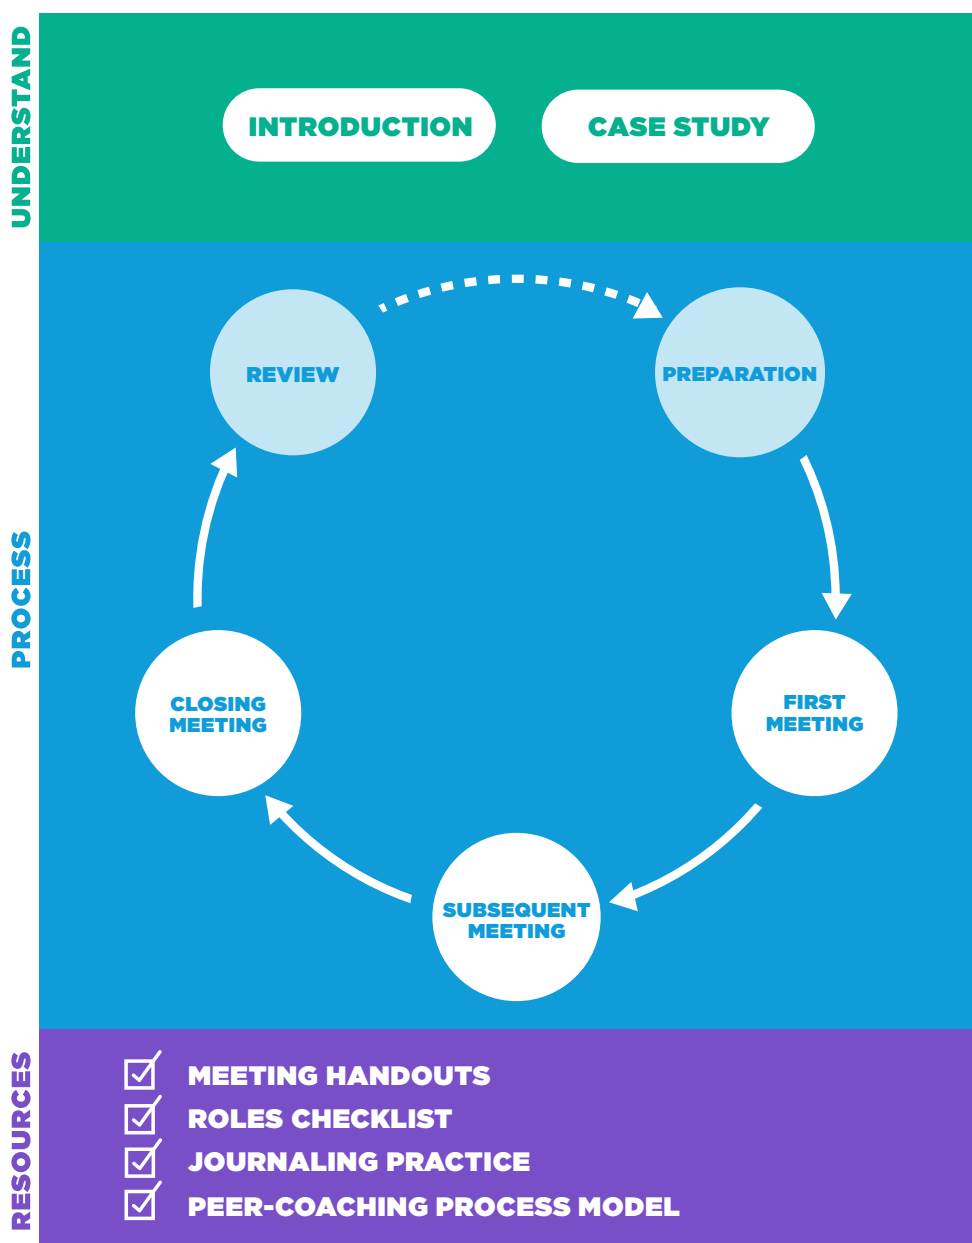 UNDERSTAND
INTRODUCTION
CASE STUDY
PROCESS
REVIEW
PREPARATION
CLOSING
MEETING
FIRST
MEETING
SUBSEQUENT
MEETING
RESOURCES
MEETING HANDOUTS
ROLES CHECKLIST
JOURNALING PRACTICE
PEER-COACHING PROCESS MODEL